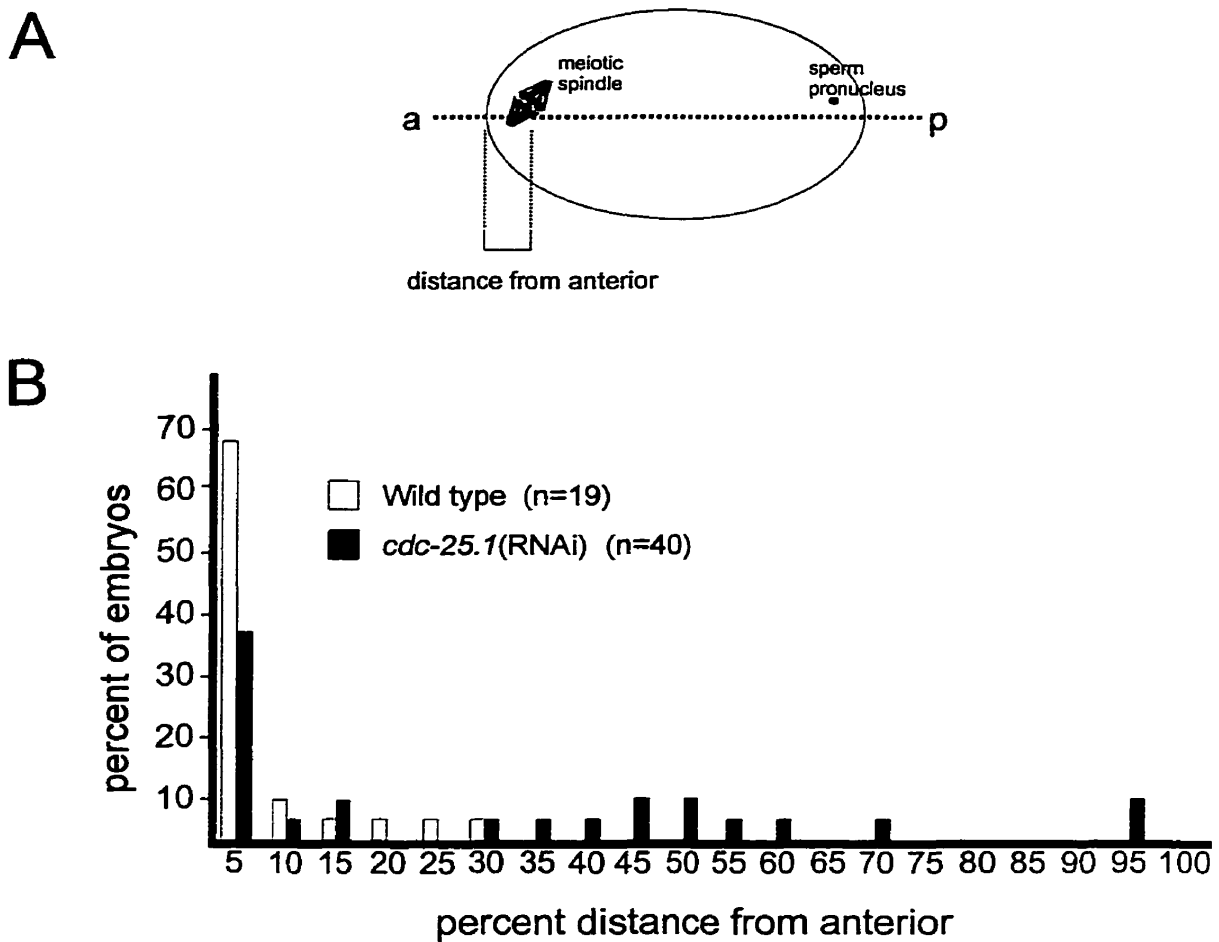 A
meiotic
spindle
sperm
pronucleus
a
p
distance from anterior
B
70
60
50
40
30
20
10
percent of embryos
Wild type (n=19)
cdc-25.1(RNAi) (n=40)
5 10 15 20 25 30 35 40 45 50 55 60 65 70 75 80 85 90 95 100
percent distance from anterior